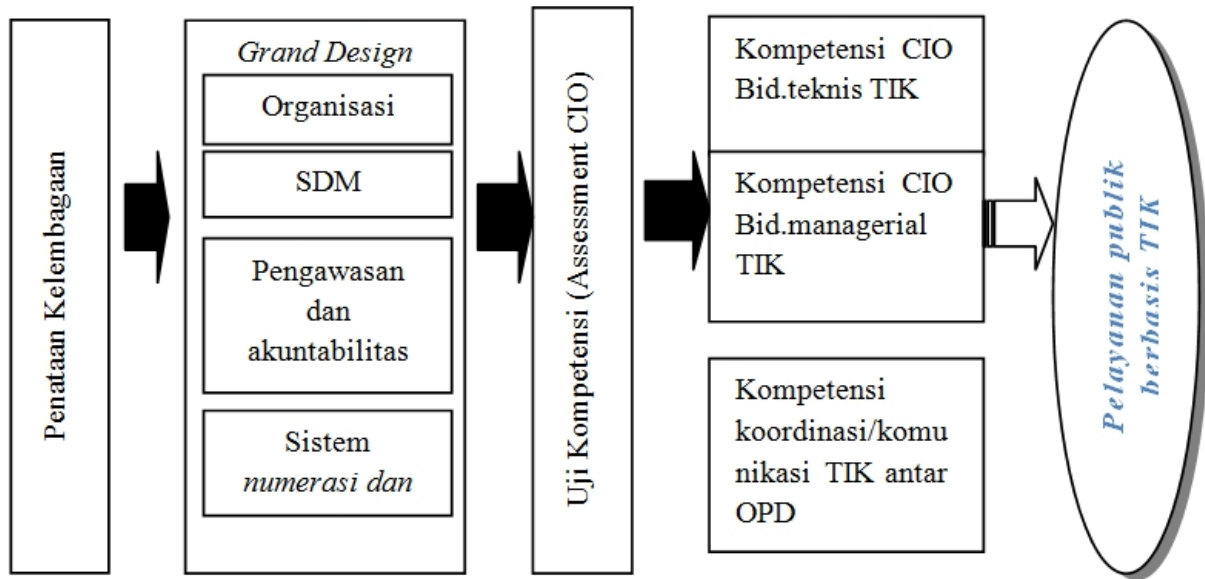 Penataan Kelembagaan
Grand Design
Organisasi
SDM
Pengawasan
dan
akuntabilitas
Sistem
numerasi dan
Uji Kompetensi (Assessment CIO)
Kompetensi CIO
Bid.teknis TIK
Kompetensi CIO
Bid.managerial
TIK
Kompetensi
koordinasi/komu
nikasi TIK antar
OPD
Pelayanan publik
berbasis TIK